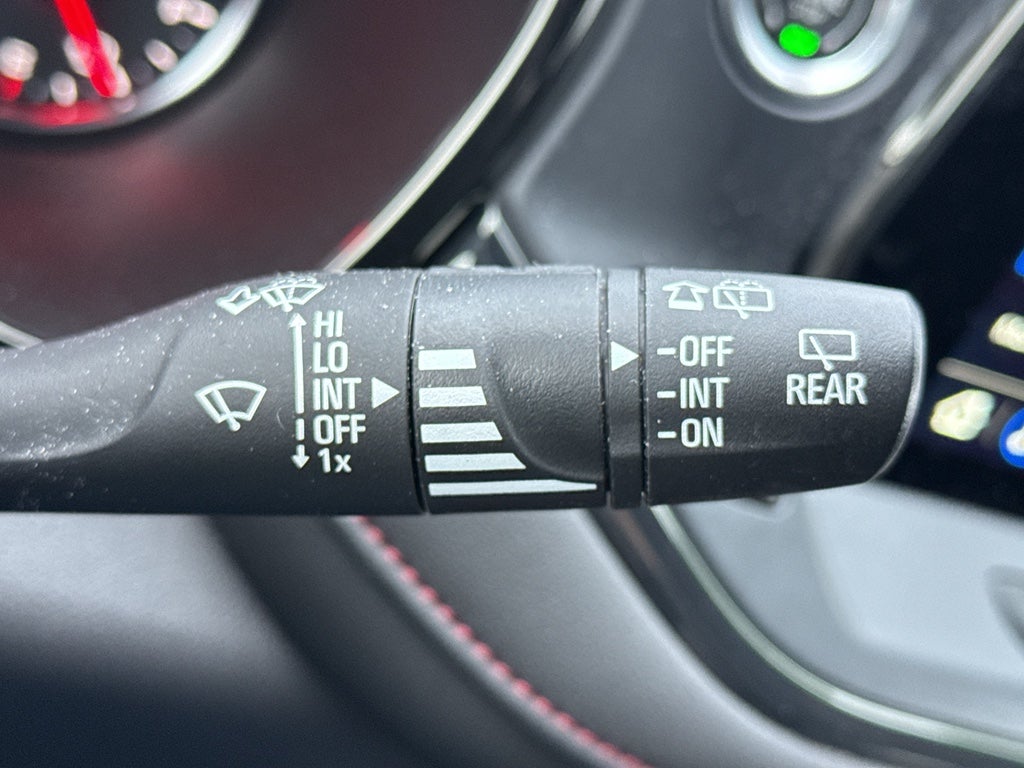 HI
LO
INT
OFF
1x
-OFF
-INT
-ON
REAR